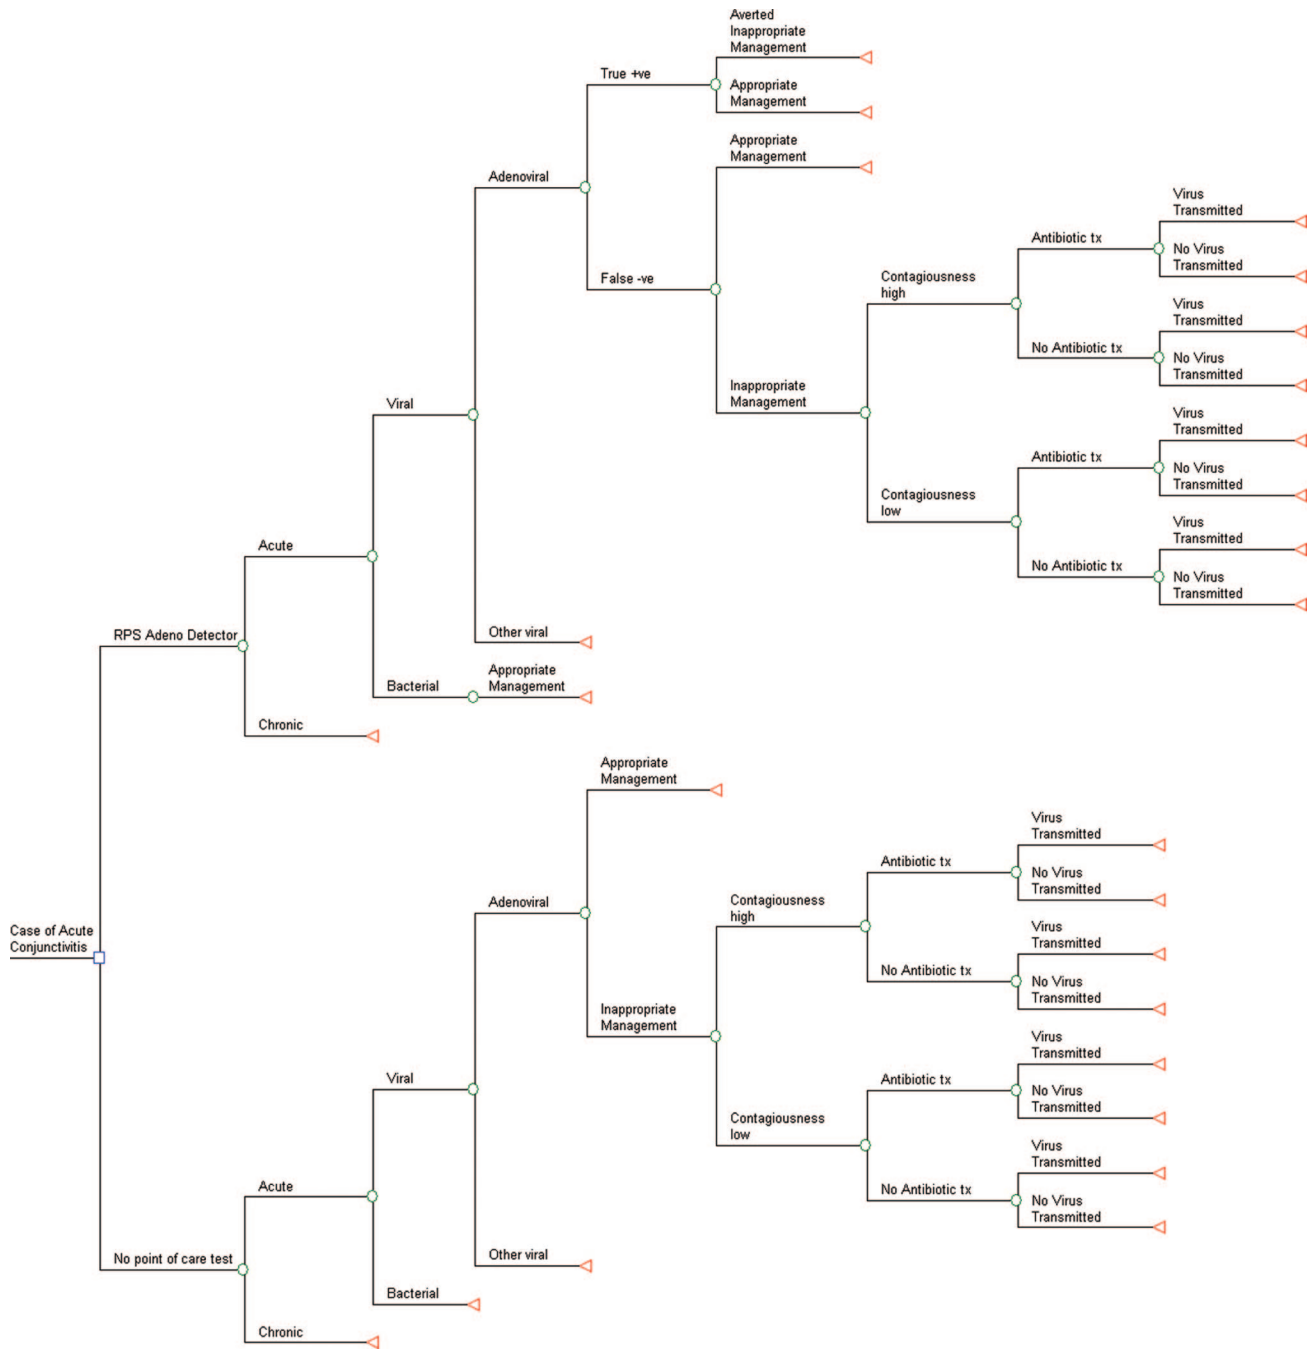 Averted
Inappropriate
Management
True +ve
Appropriate
Management
Appropriate
Management
Adenoviral
Virus
Transmitted
Antibiotic tx
No Virus
Transmitted
False -ve
Contagiousness
high
Virus
Transmitted
No Antibiotic tx
No Virus
Transmitted
Inappropriate
Management
Viral
Virus
Transmitted
Antibiotic tx
No Virus
Transmitted
Contagiousness
low
Virus
Transmitted
Acute
No Antibiotic tx
No Virus
Transmitted
RPS Adeno Detector
Other viral
Bacterial
Appropriate
Management
Chronic
Appropriate
Management
Virus
Transmitted
Antibiotic tx
No Virus
Transmitted
Adenoviral
Contagiousness
high
Case of Acute
Conjunctivitis
Virus
Transmitted
No Antibiotic tx
No Virus
Transmitted
Inappropriate
Management
Virus
Transmitted
Viral
Antibiotic tx
No Virus
Transmitted
Contagiousness
low
Virus
Transmitted
Acute
No Antibiotic tx
No Virus
Transmitted
No point of care test
Other viral
Bacterial
Chronic